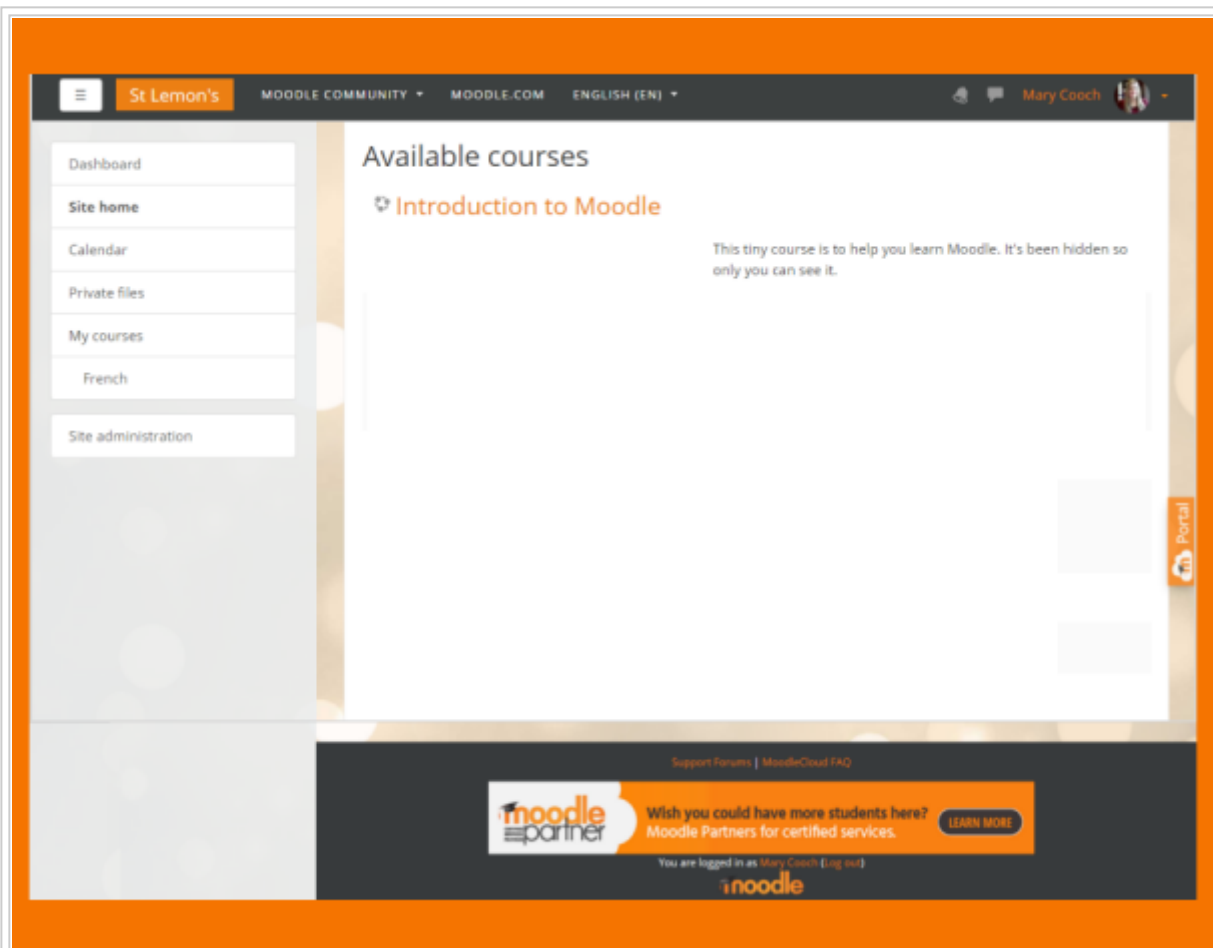 St Lemon's MOODLE COMMUNITY MOODLE.COM ENGLISH (EN) Mary Cooch
Dashboard
Site home
Calendar
Private files
My courses
French
Site administration
Available courses
Introduction to Moodle
This tiny course is to help you learn Moodle. It's been hidden so
only you can see it.
Portal
Support Forums | MoodleCloud FAQ
moodle
partner
Wish you could have more students here?
Moodle Partners for certified services.
LEARN MORE
You are logged in as Mary Cooch (Log out)
moodle